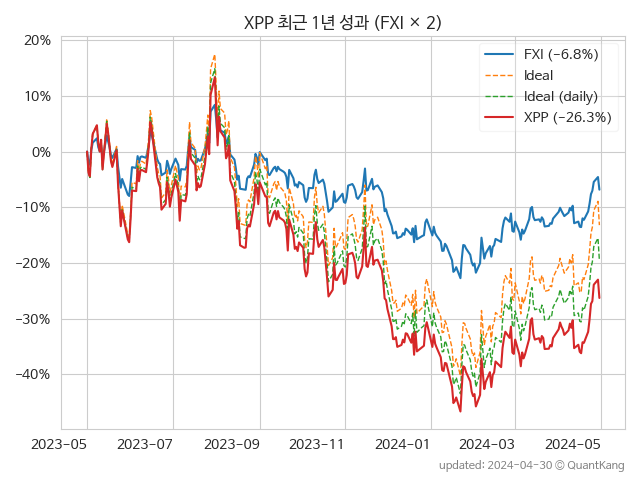 XPP 최근 1년 성과 (FXI × 2)
20%
10%
0%
−10%
−20%
−30%
−40%
FXI (−6.8%)
Ideal
Ideal (daily)
XPP (−26.3%)
2023−05
2023−07
2023−09
2023−11
2024−01
2024−03
2024−05
updated: 2024−04−30 ⓒ QuantKang